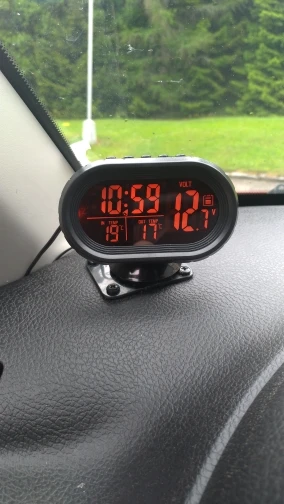 10:59
VOLT
12.7V
IN TEMP
19°C
OUT TEMP
17°C